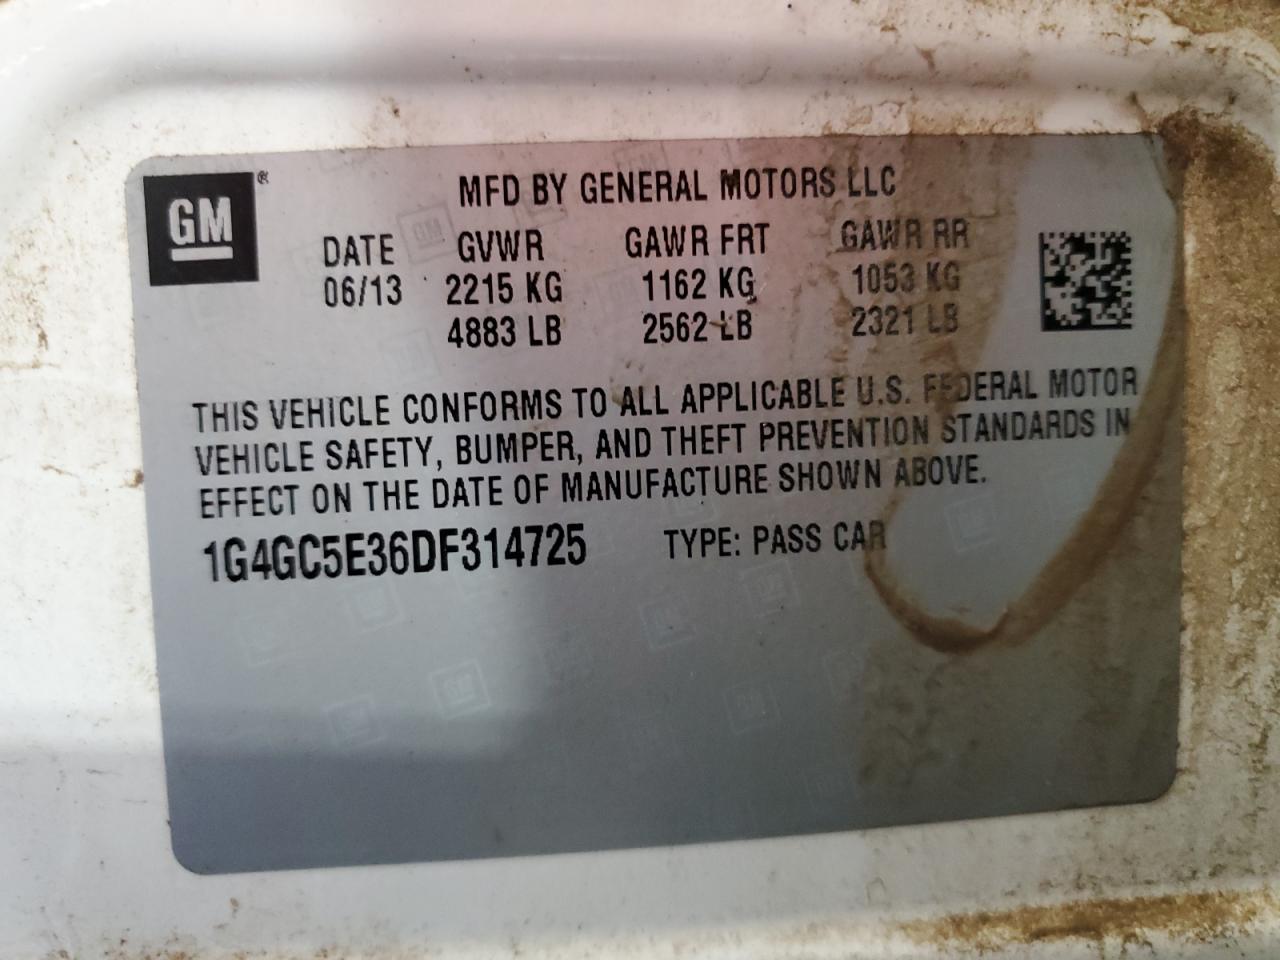 GM®
MFD BY GENERAL MOTORS LLC
DATE GVWR GAWR FRT GAWR RR
06/13 2215 KG 1162 KG 1053 KG
4883 LB 2562 LB 2321 LB
THIS VEHICLE CONFORMS TO ALL APPLICABLE U.S. FEDERAL MOTOR
VEHICLE SAFETY, BUMPER, AND THEFT PREVENTION STANDARDS IN
EFFECT ON THE DATE OF MANUFACTURE SHOWN ABOVE.
1G4GC5E36DF314725 TYPE: PASS CAR